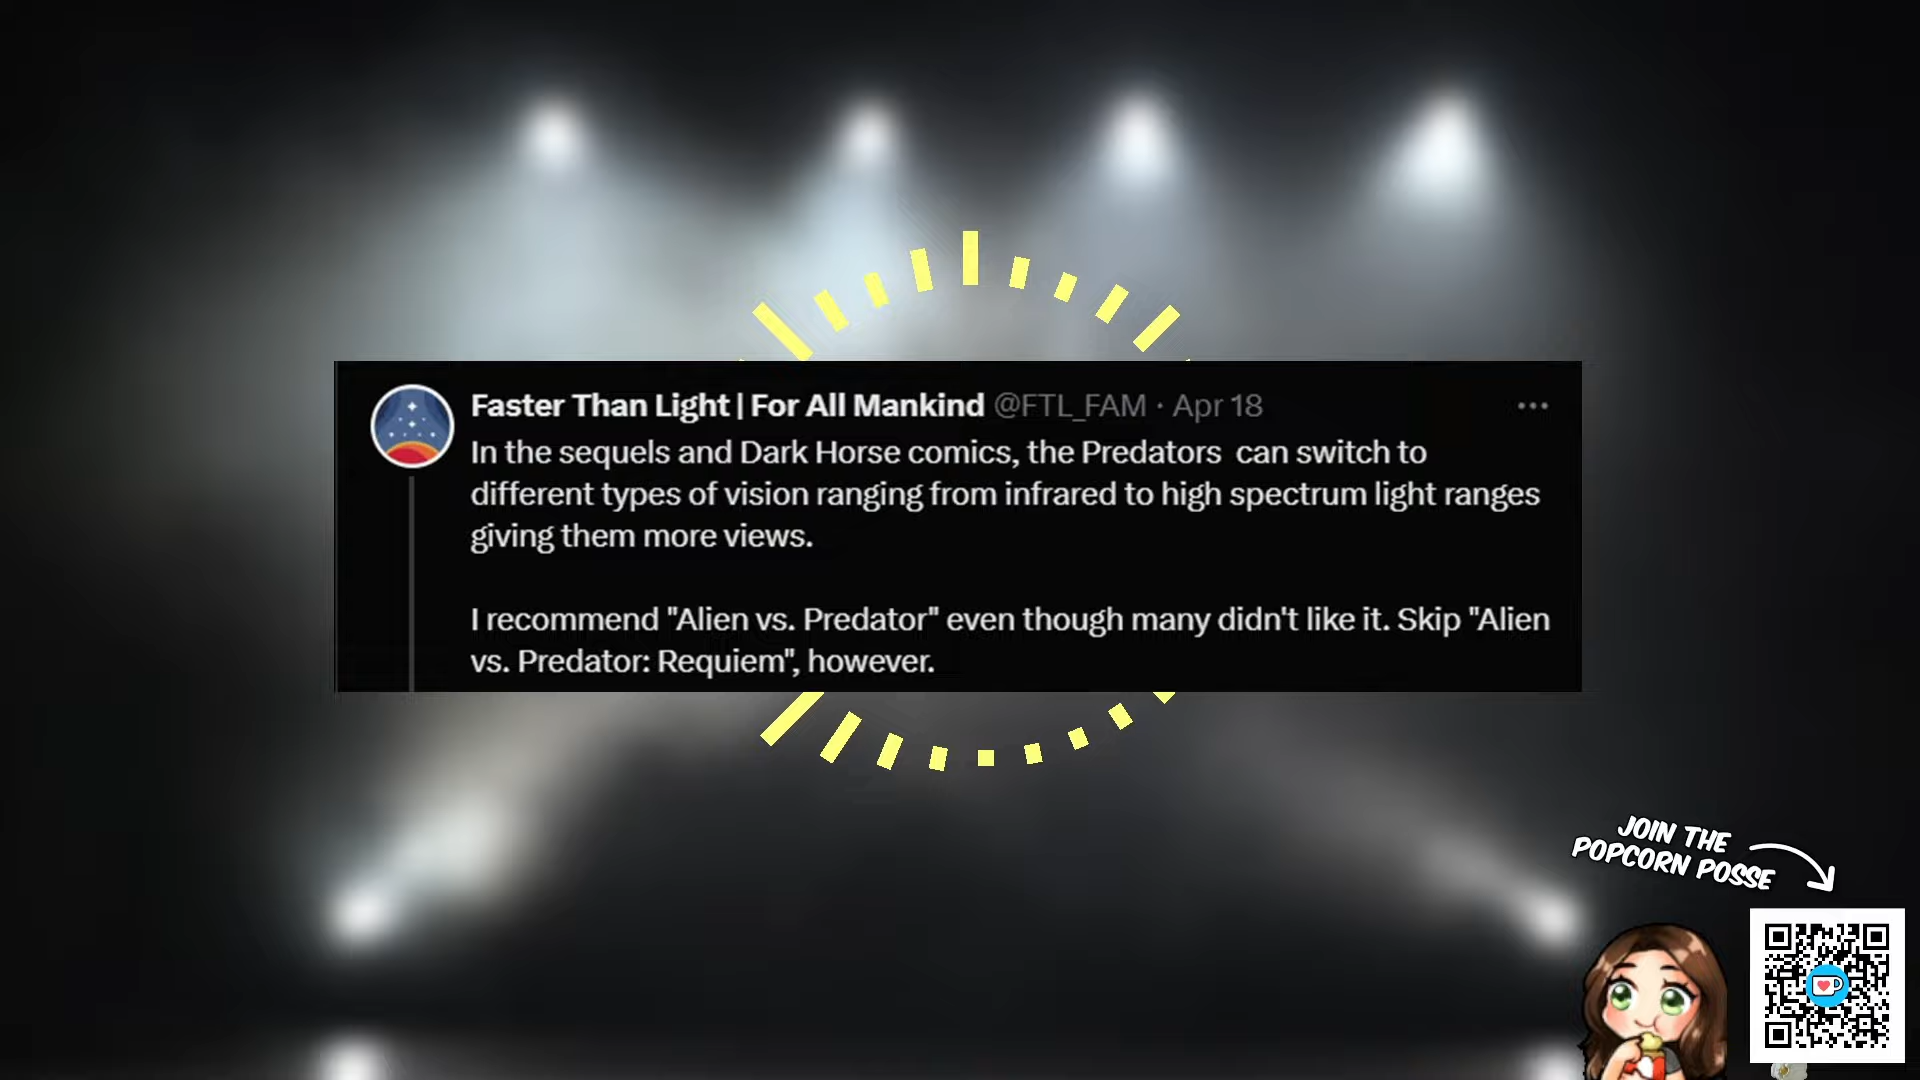 Faster Than Light | For All Mankind @FTL_FAM · Apr 18
In the sequels and Dark Horse comics, the Predators  can switch to
different types of vision ranging from infrared to high spectrum light ranges
giving them more views.
I recommend "Alien vs. Predator" even though many didn't like it. Skip "Alien
vs. Predator: Requiem", however.
JOIN THE
POPCORN POSSE